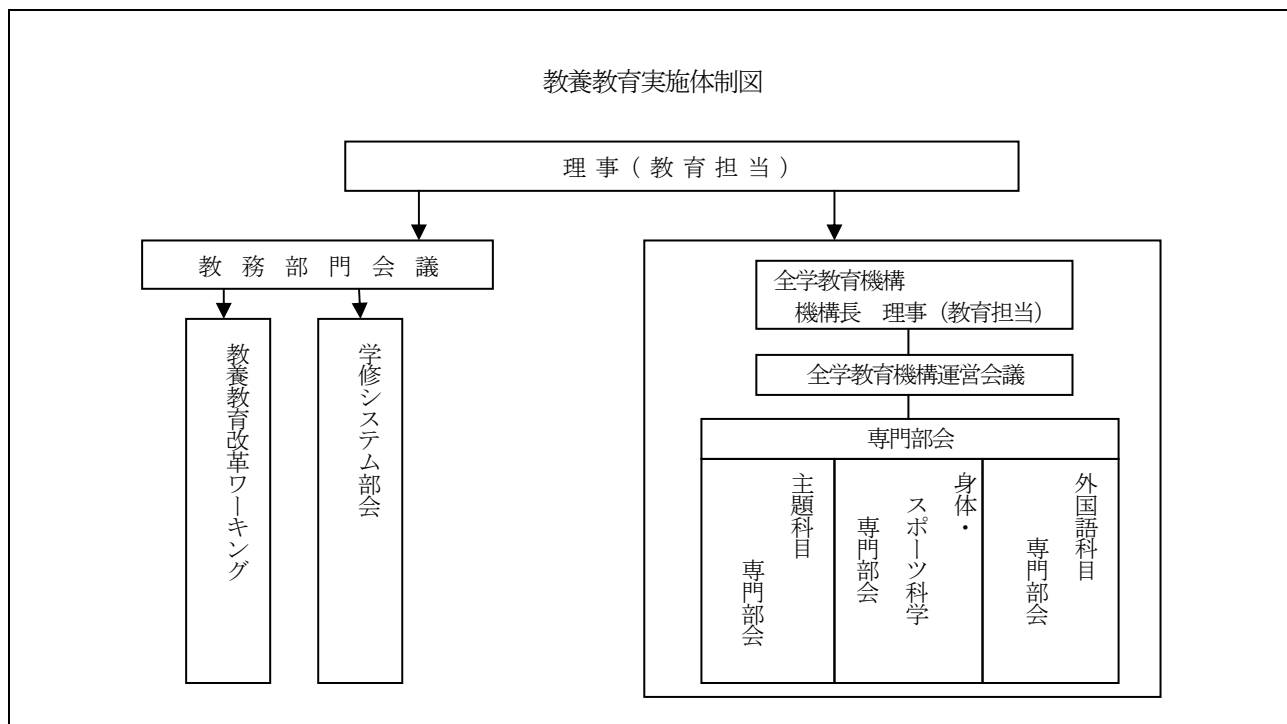 教養教育実施体制図
理事(教育担当)
教務部門会議
教養教育改革ワーキング
学修システム部会
全学教育機構
機構長　理事(教育担当)
全学教育機構運営会議
専門部会
主題科目
専門部会
身体・
スポーツ科学
専門部会
外国語科目
専門部会